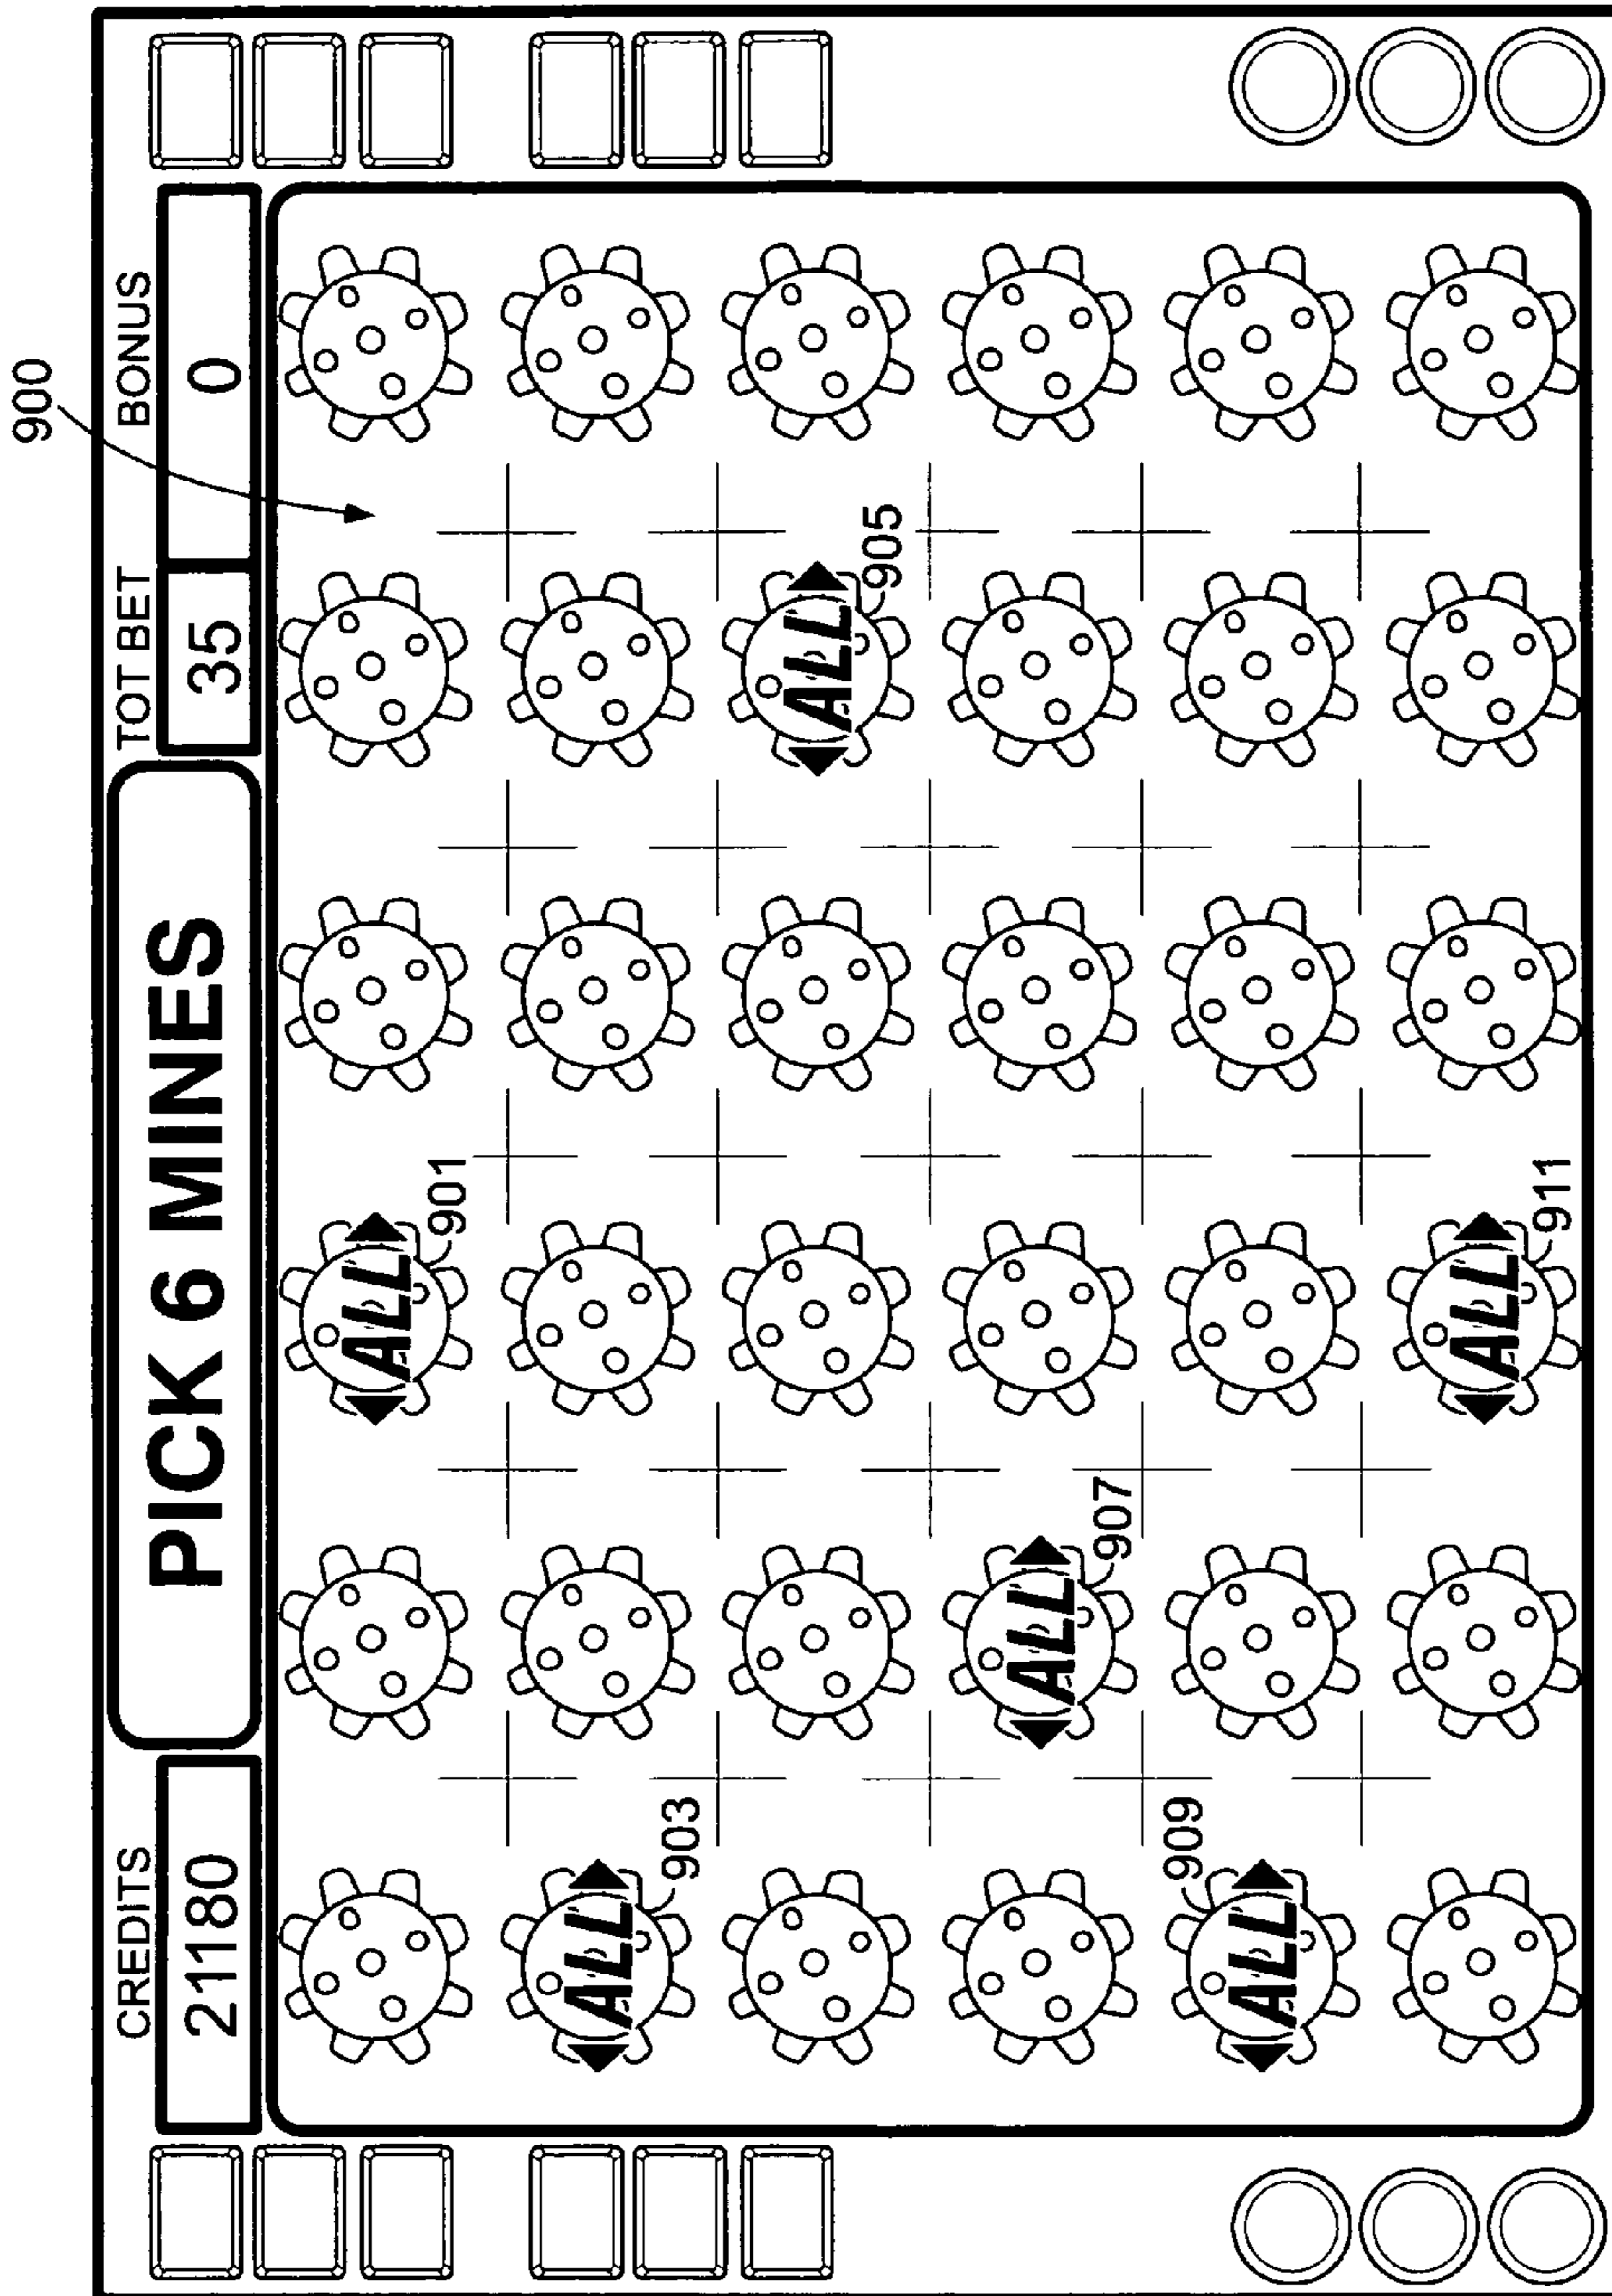 900
CREDITS TOT BET BONUS
21180 PICK 6 MINES 35 0
ALL
901
ALL
903
ALL
905
ALL
907
909
ALL
ALL
911